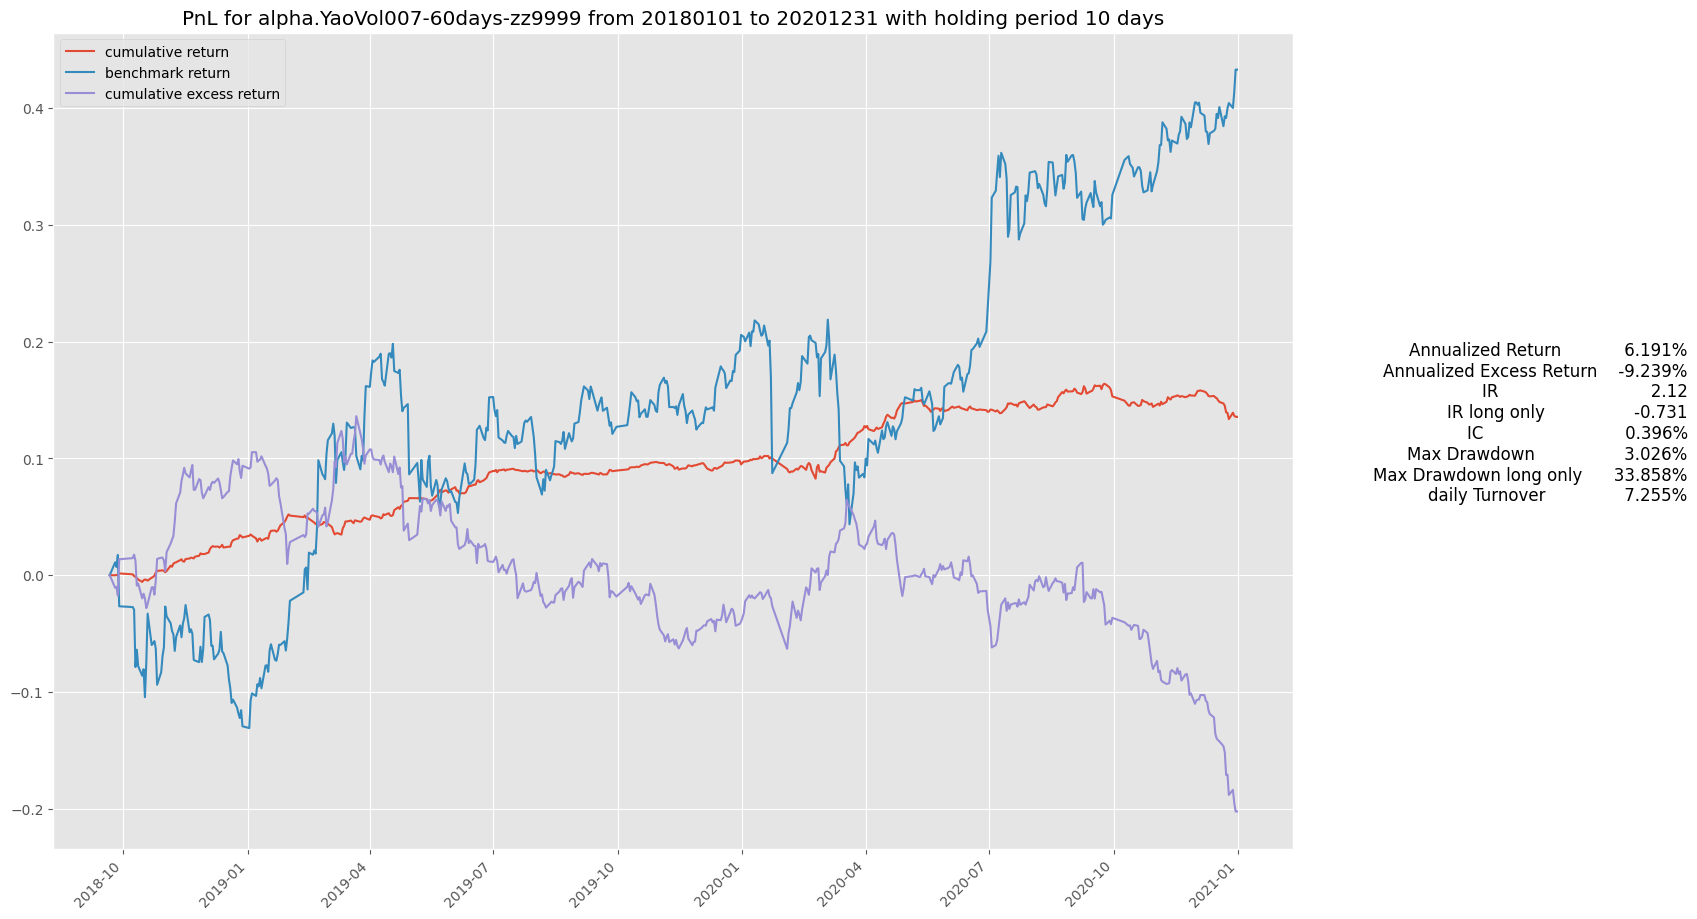 PnL for alpha.YaoVol007-60days-zz9999 from 20180101 to 20201231 with holding period 10 days
cumulative return
benchmark return
cumulative excess return
0.4
0.3
0.2
0.1
0.0
−0.1
−0.2
2018-10
2019-01
2019-04
2019-07
2019-10
2020-01
2020-04
2020-07
2020-10
2021-01
Annualized Return 6.191%
Annualized Excess Return -9.239%
IR 2.12
IR long only -0.731
IC 0.396%
Max Drawdown 3.026%
Max Drawdown long only 33.858%
daily Turnover 7.255%